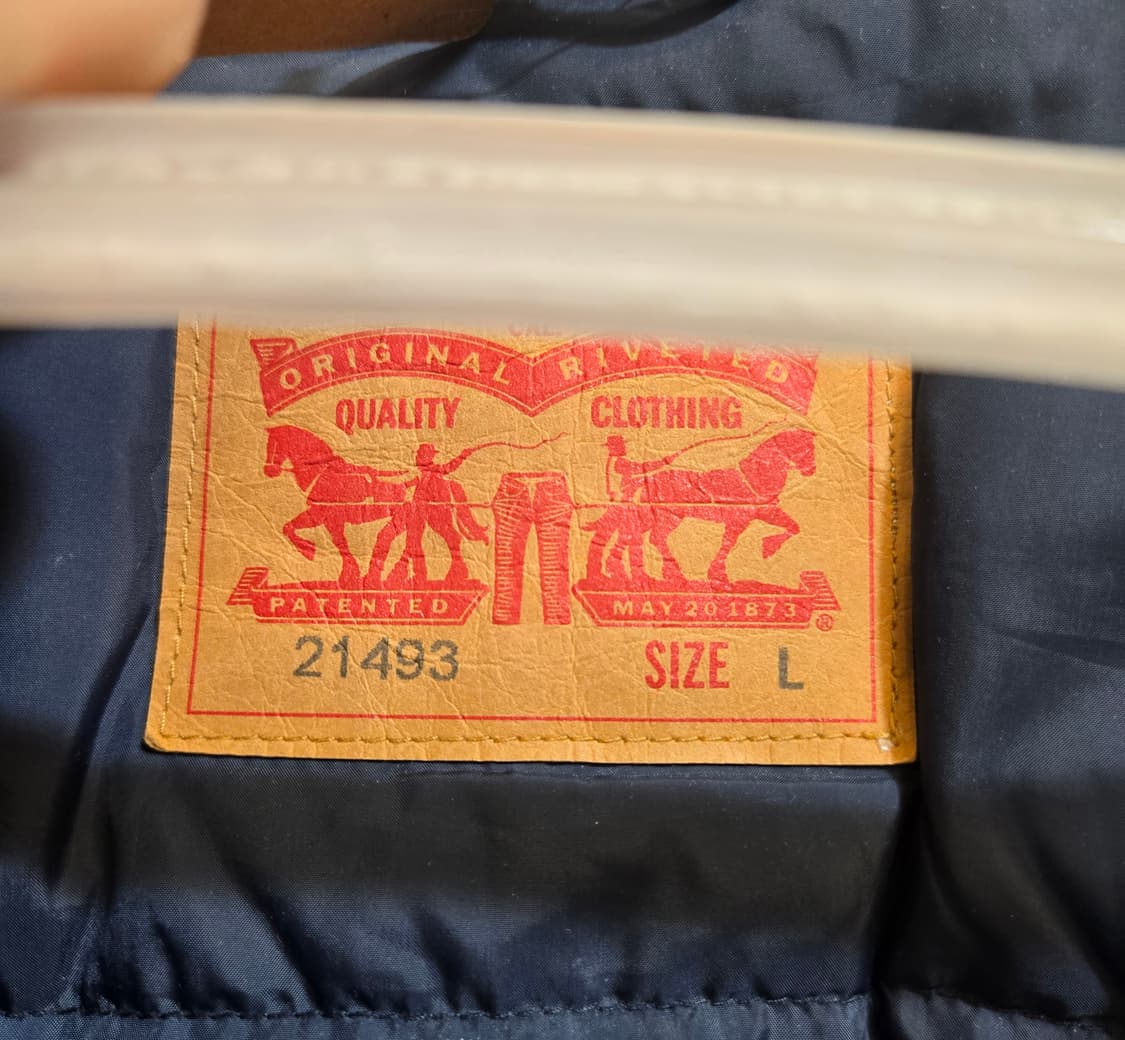 ORIGINAL RIVETED
QUALITY CLOTHING
PATENTED MAY 20 1873 ®
21493 SIZE L